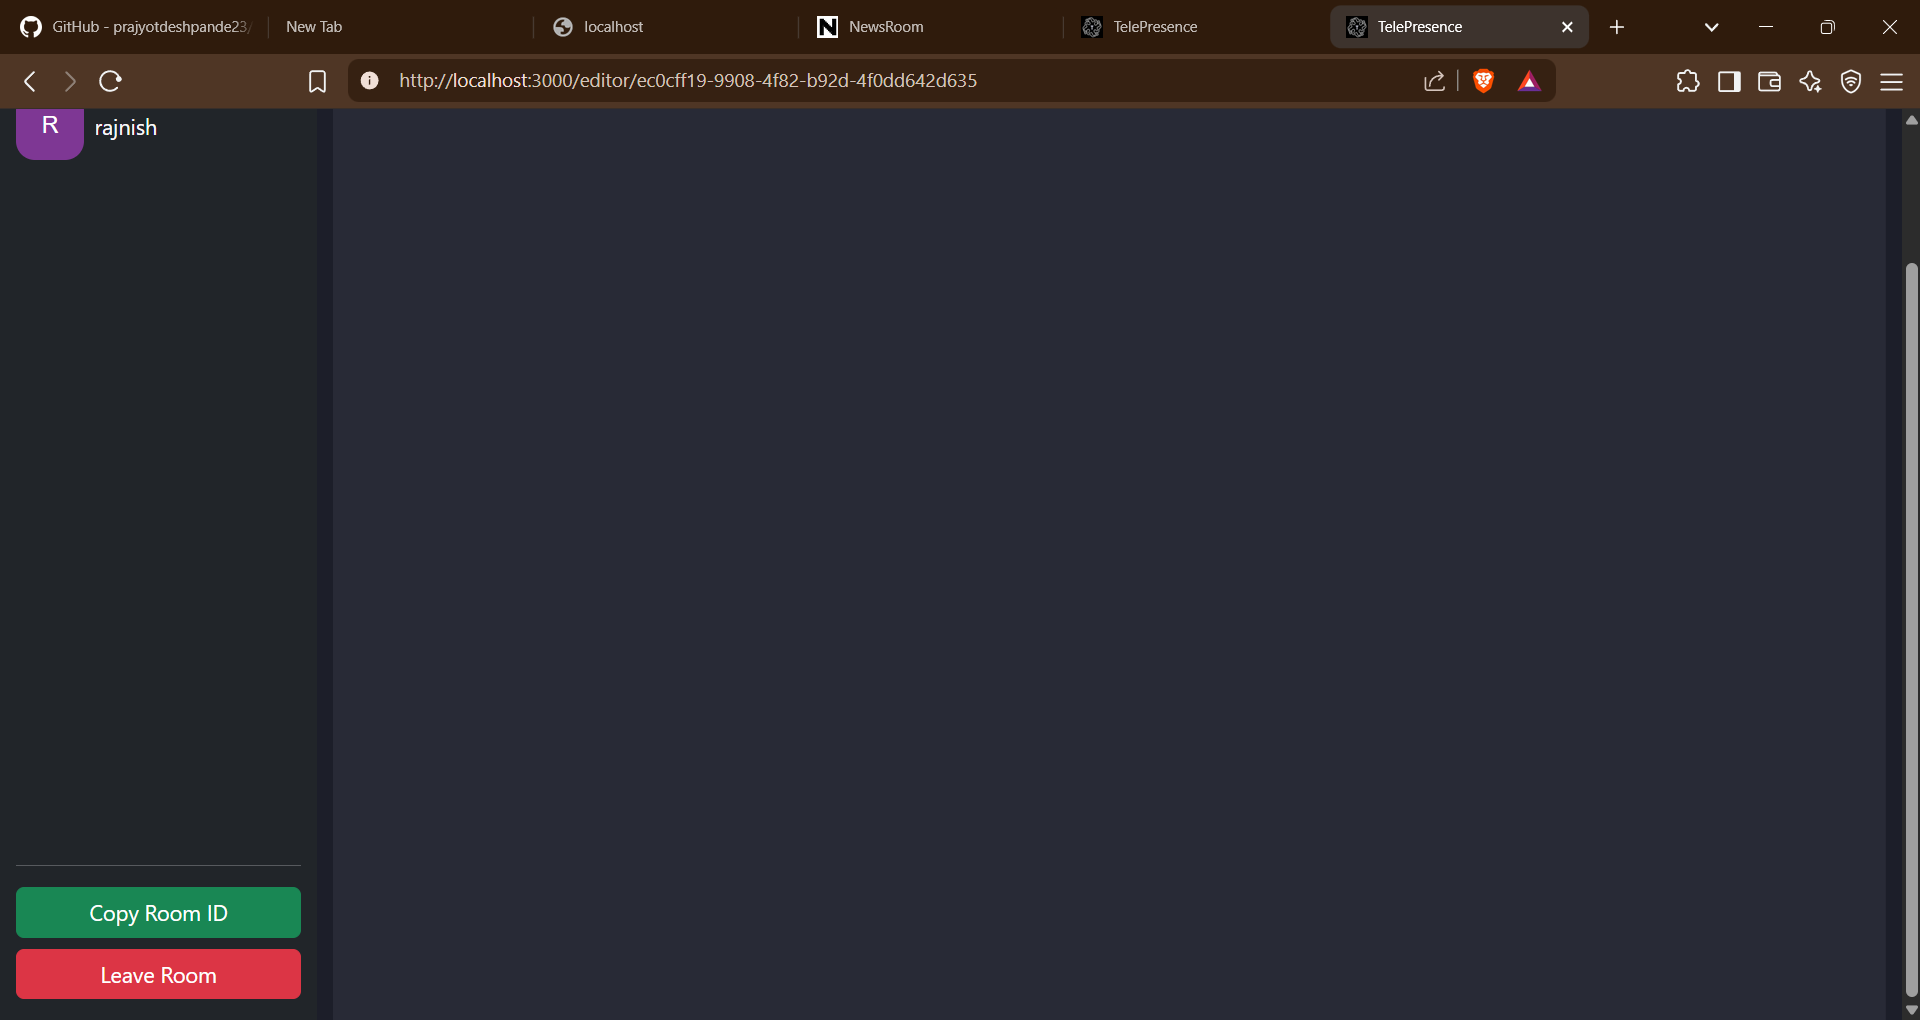 GitHub - prajyotdeshpande23/
New Tab
localhost
NewsRoom
TelePresence
TelePresence
http://localhost:3000/editor/ec0cff19-9908-4f82-b92d-4f0dd642d635
R
rajnish
Copy Room ID
Leave Room